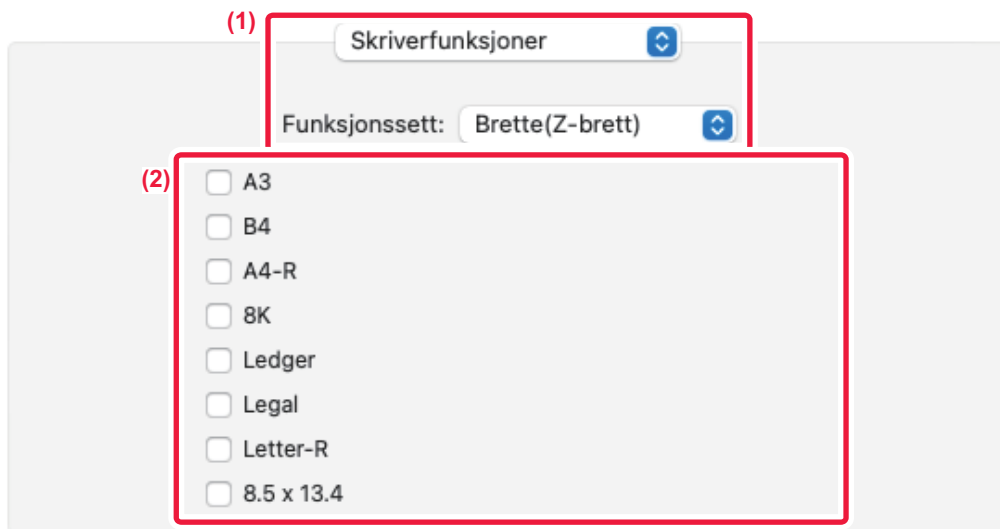 (1)
Skriverfunksjoner
Funksjonssett: Brette(Z-brett)
(2)
A3
B4
A4-R
8K
Ledger
Legal
Letter-R
8.5 x 13.4